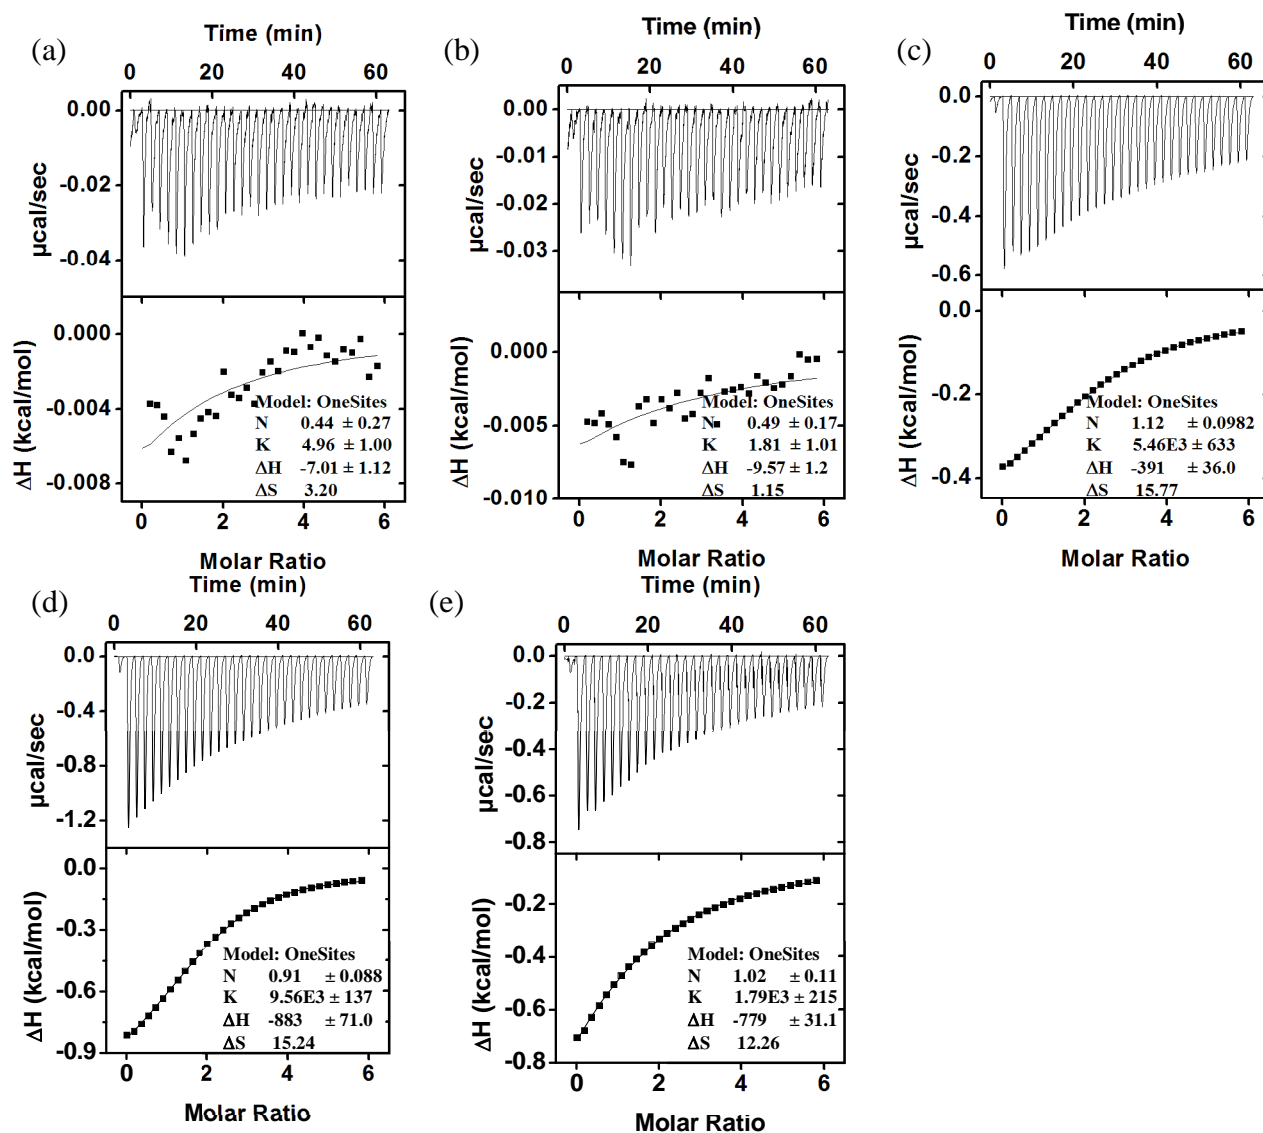 (a)
Time (min)
0 20 40 60
0.00
-0.02
-0.04
µcal/sec
0.000
-0.004
-0.008
ΔH (kcal/mol)
Model: OneSites
N 0.44 ± 0.27
K 4.96 ± 1.00
ΔH -7.01 ± 1.12
ΔS 3.20
0 2 4 6
Molar Ratio
(b)
Time (min)
0 20 40 60
0.00
-0.01
-0.02
-0.03
µcal/sec
0.000
-0.005
-0.010
ΔH (kcal/mol)
Model: OneSites
N 0.49 ± 0.17
K 1.81 ± 1.01
ΔH -9.57 ± 1.2
ΔS 1.15
0 2 4 6
Molar Ratio
(c)
Time (min)
0 20 40 60
0.0
-0.2
-0.4
-0.6
µcal/sec
0.0
-0.2
-0.4
ΔH (kcal/mol)
Model: OneSites
N 1.12 ± 0.0982
K 5.46E3 ± 633
ΔH -391 ± 36.0
ΔS 15.77
0 2 4 6
Molar Ratio
(d)
Time (min)
0 20 40 60
0.0
-0.4
-0.8
-1.2
µcal/sec
0.0
-0.3
-0.6
-0.9
ΔH (kcal/mol)
Model: OneSites
N 0.91 ± 0.088
K 9.56E3 ± 137
ΔH -883 ± 71.0
ΔS 15.24
0 2 4 6
Molar Ratio
(e)
Time (min)
0 20 40 60
0.0
-0.2
-0.4
-0.6
-0.8
µcal/sec
-0.2
-0.4
-0.6
-0.8
ΔH (kcal/mol)
Model: OneSites
N 1.02 ± 0.11
K 1.79E3 ± 215
ΔH -779 ± 31.1
ΔS 12.26
0 2 4 6
Molar Ratio